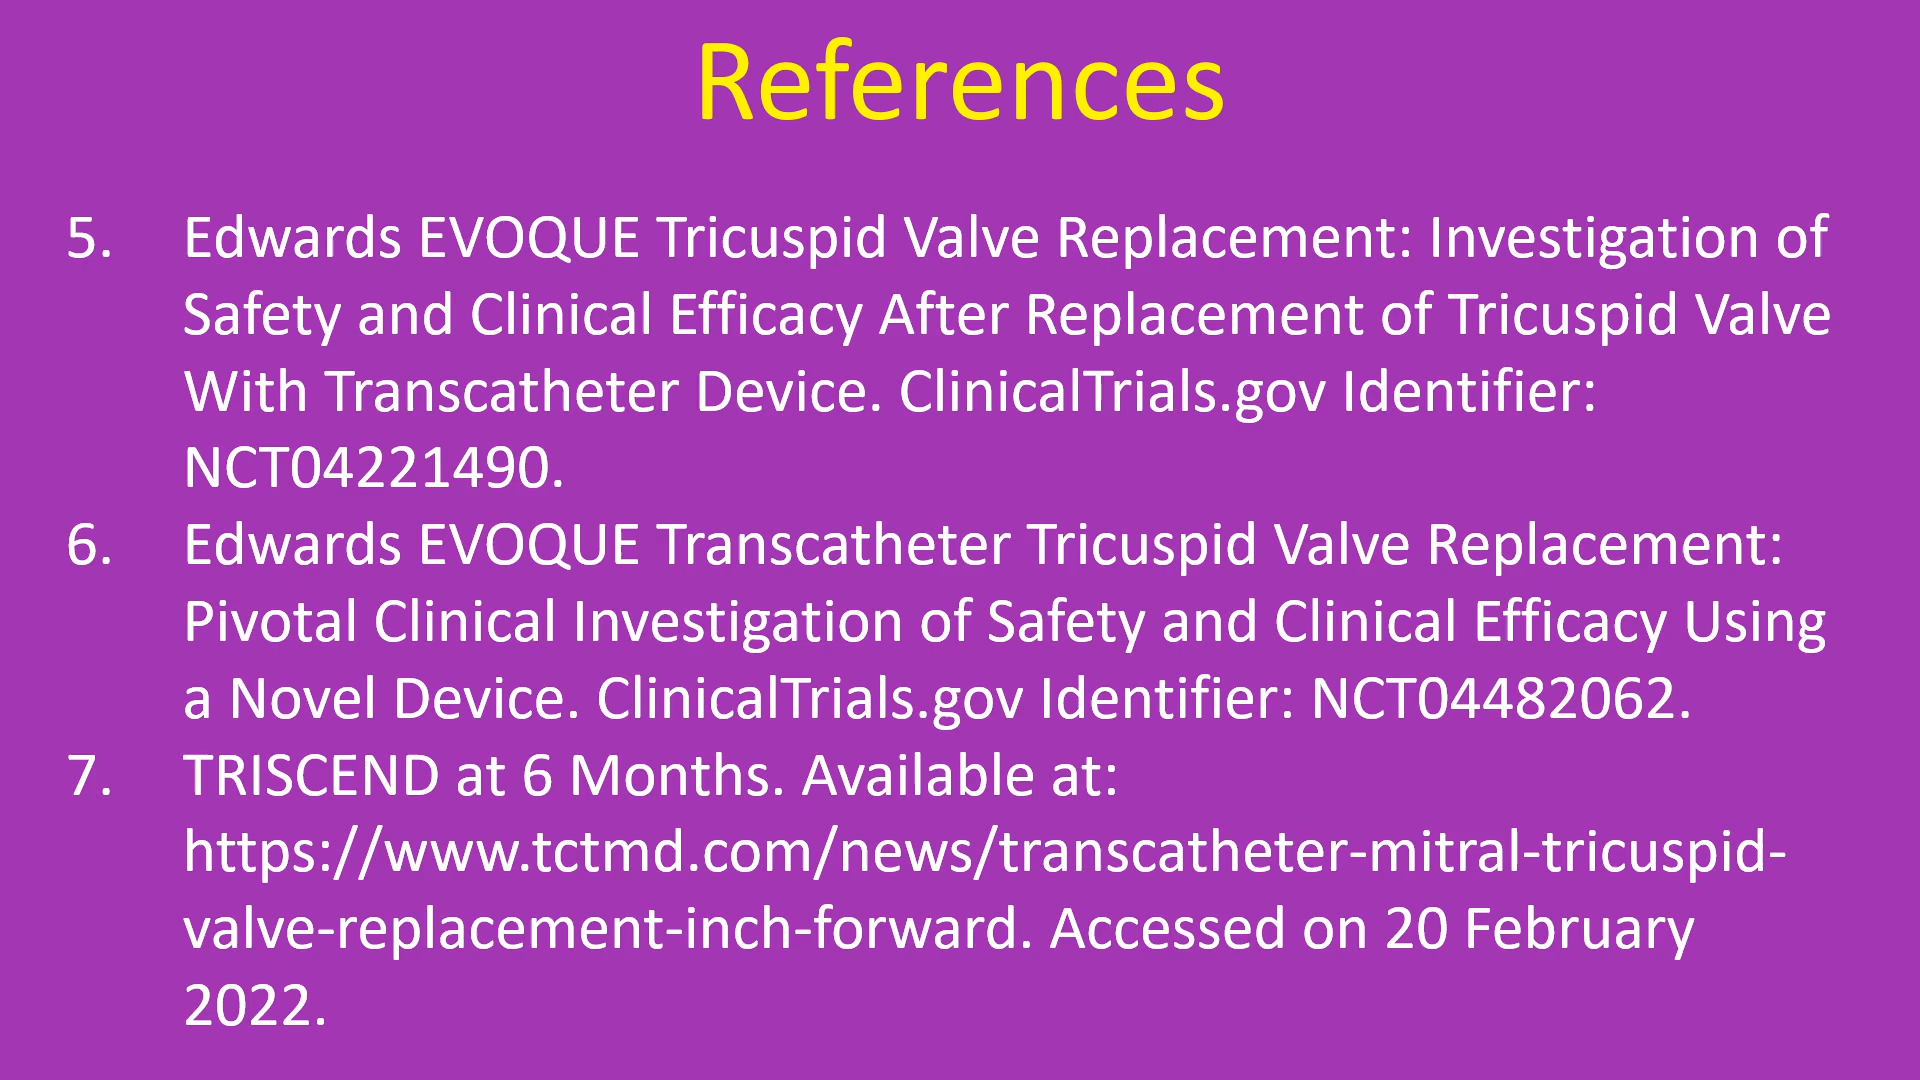 References
5. Edwards EVOQUE Tricuspid Valve Replacement: Investigation of
Safety and Clinical Efficacy After Replacement of Tricuspid Valve
With Transcatheter Device. ClinicalTrials.gov Identifier:
NCT04221490.
6. Edwards EVOQUE Transcatheter Tricuspid Valve Replacement:
Pivotal Clinical Investigation of Safety and Clinical Efficacy Using
a Novel Device. ClinicalTrials.gov Identifier: NCT04482062.
7. TRISCEND at 6 Months. Available at:
https://www.tctmd.com/news/transcatheter-mitral-tricuspid-
valve-replacement-inch-forward. Accessed on 20 February
2022.